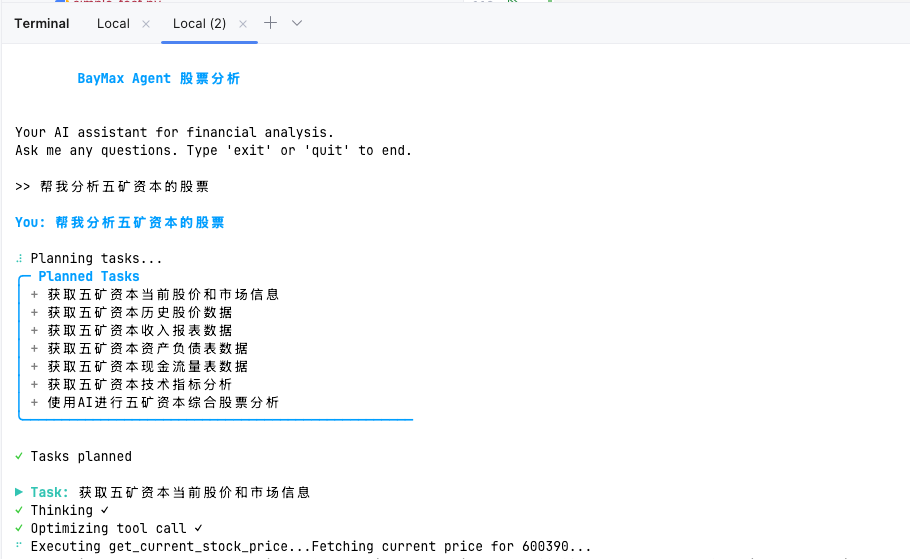 Terminal Local Local (2)
BayMax Agent 股票分析
Your AI assistant for financial analysis.
Ask me any questions. Type 'exit' or 'quit' to end.
>> 帮我分析五矿资本的股票
You: 帮我分析五矿资本的股票
Planning tasks...
Planned Tasks
+ 获取五矿资本当前股价和市场信息
+ 获取五矿资本历史股价数据
+ 获取五矿资本收入报表数据
+ 获取五矿资本资产负债表数据
+ 获取五矿资本现金流量表数据
+ 获取五矿资本技术指标分析
+ 使用AI进行五矿资本综合股票分析
✓ Tasks planned
▶ Task: 获取五矿资本当前股价和市场信息
✓ Thinking ✓
✓ Optimizing tool call ✓
Executing get_current_stock_price...Fetching current price for 600390...